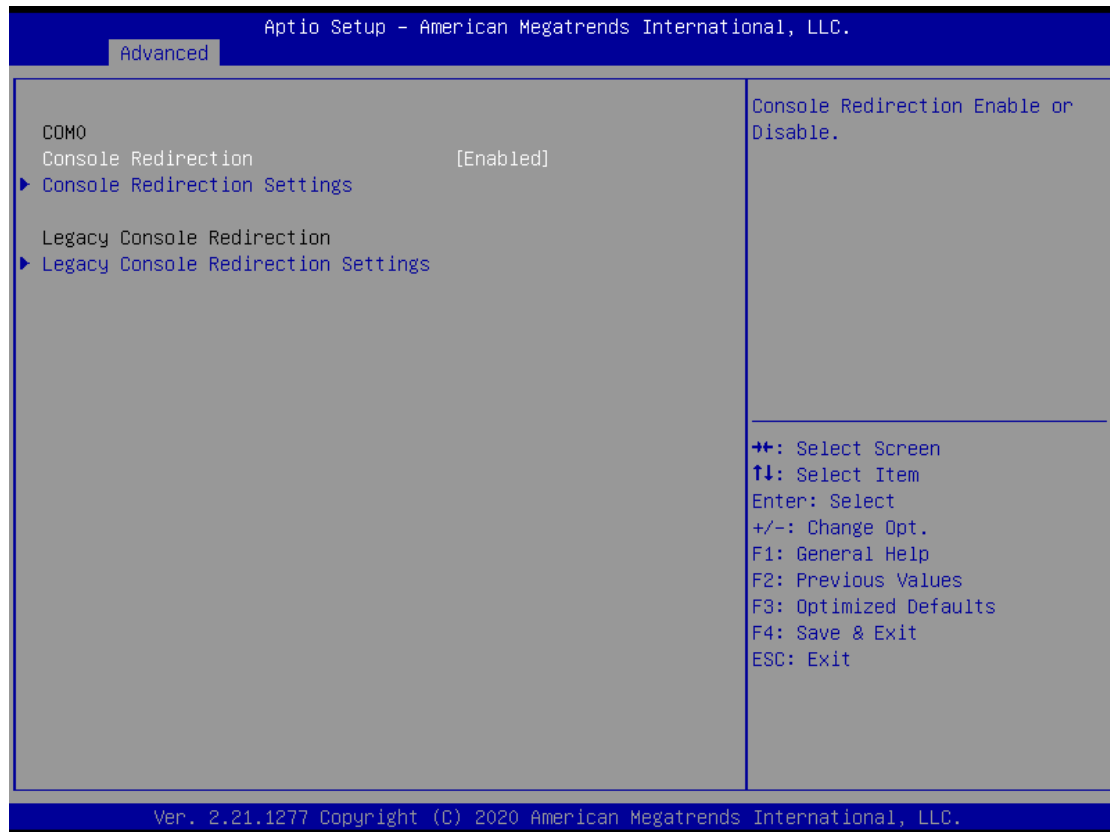 Aptio Setup – American Megatrends International, LLC.
Advanced
COM0
Console Redirection [Enabled]
► Console Redirection Settings
Legacy Console Redirection
► Legacy Console Redirection Settings
Console Redirection Enable or
Disable.
→←: Select Screen
↑↓: Select Item
Enter: Select
+/-: Change Opt.
F1: General Help
F2: Previous Values
F3: Optimized Defaults
F4: Save & Exit
ESC: Exit
Ver. 2.21.1277 Copyright (C) 2020 American Megatrends International, LLC.